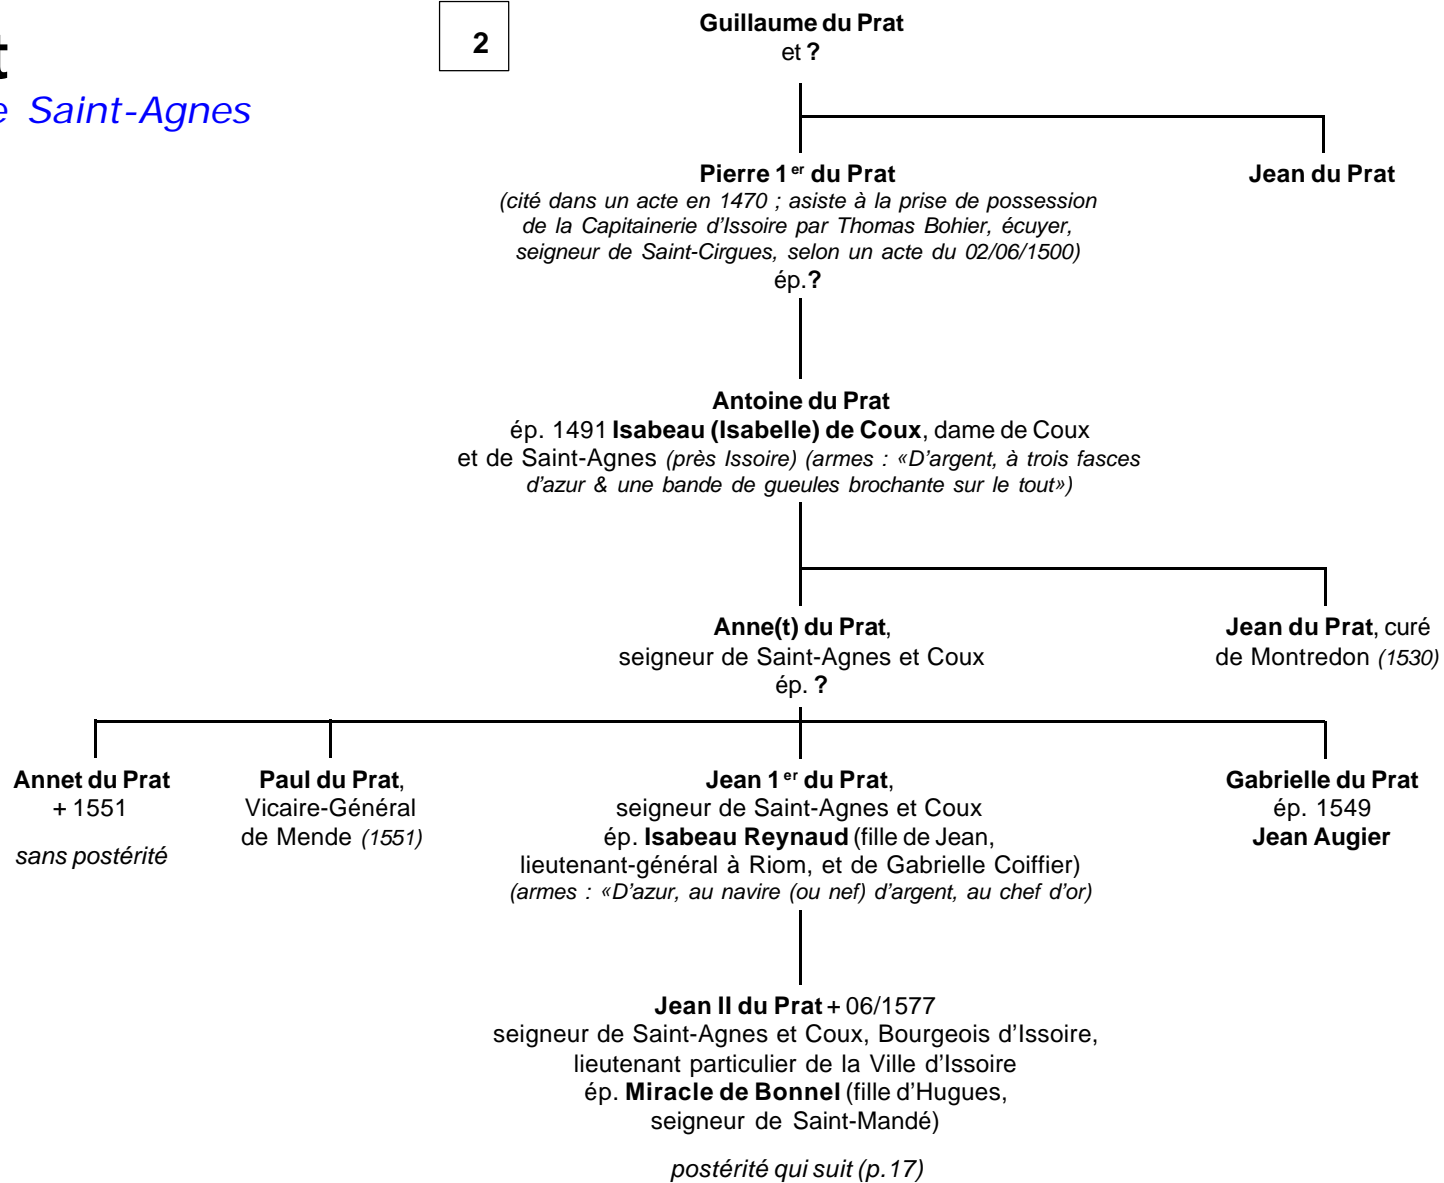 t
e Saint-Agnes
2
Guillaume du Prat
et ?
Pierre 1er du Prat
(cité dans un acte en 1470 ; asiste à la prise de possession
de la Capitainerie d'Issoire par Thomas Bohier, écuyer,
seigneur de Saint-Cirgues, selon un acte du 02/06/1500)
ép.?
Jean du Prat
Antoine du Prat
ép. 1491 Isabeau (Isabelle) de Coux, dame de Coux
et de Saint-Agnes (près Issoire) (armes : «D'argent, à trois fasces
d'azur & une bande de gueules brochante sur le tout»)
Anne(t) du Prat,
seigneur de Saint-Agnes et Coux
ép. ?
Jean du Prat, curé
de Montredon (1530)
Annet du Prat
+ 1551
sans postérité
Paul du Prat,
Vicaire-Général
de Mende (1551)
Jean 1er du Prat,
seigneur de Saint-Agnes et Coux
ép. Isabeau Reynaud (fille de Jean,
lieutenant-général à Riom, et de Gabrielle Coiffier)
(armes : «D'azur, au navire (ou nef) d'argent, au chef d'or)
Gabrielle du Prat
ép. 1549
Jean Augier
Jean II du Prat + 06/1577
seigneur de Saint-Agnes et Coux, Bourgeois d'Issoire,
lieutenant particulier de la Ville d'Issoire
ép. Miracle de Bonnel (fille d'Hugues,
seigneur de Saint-Mandé)
postérité qui suit (p.17)